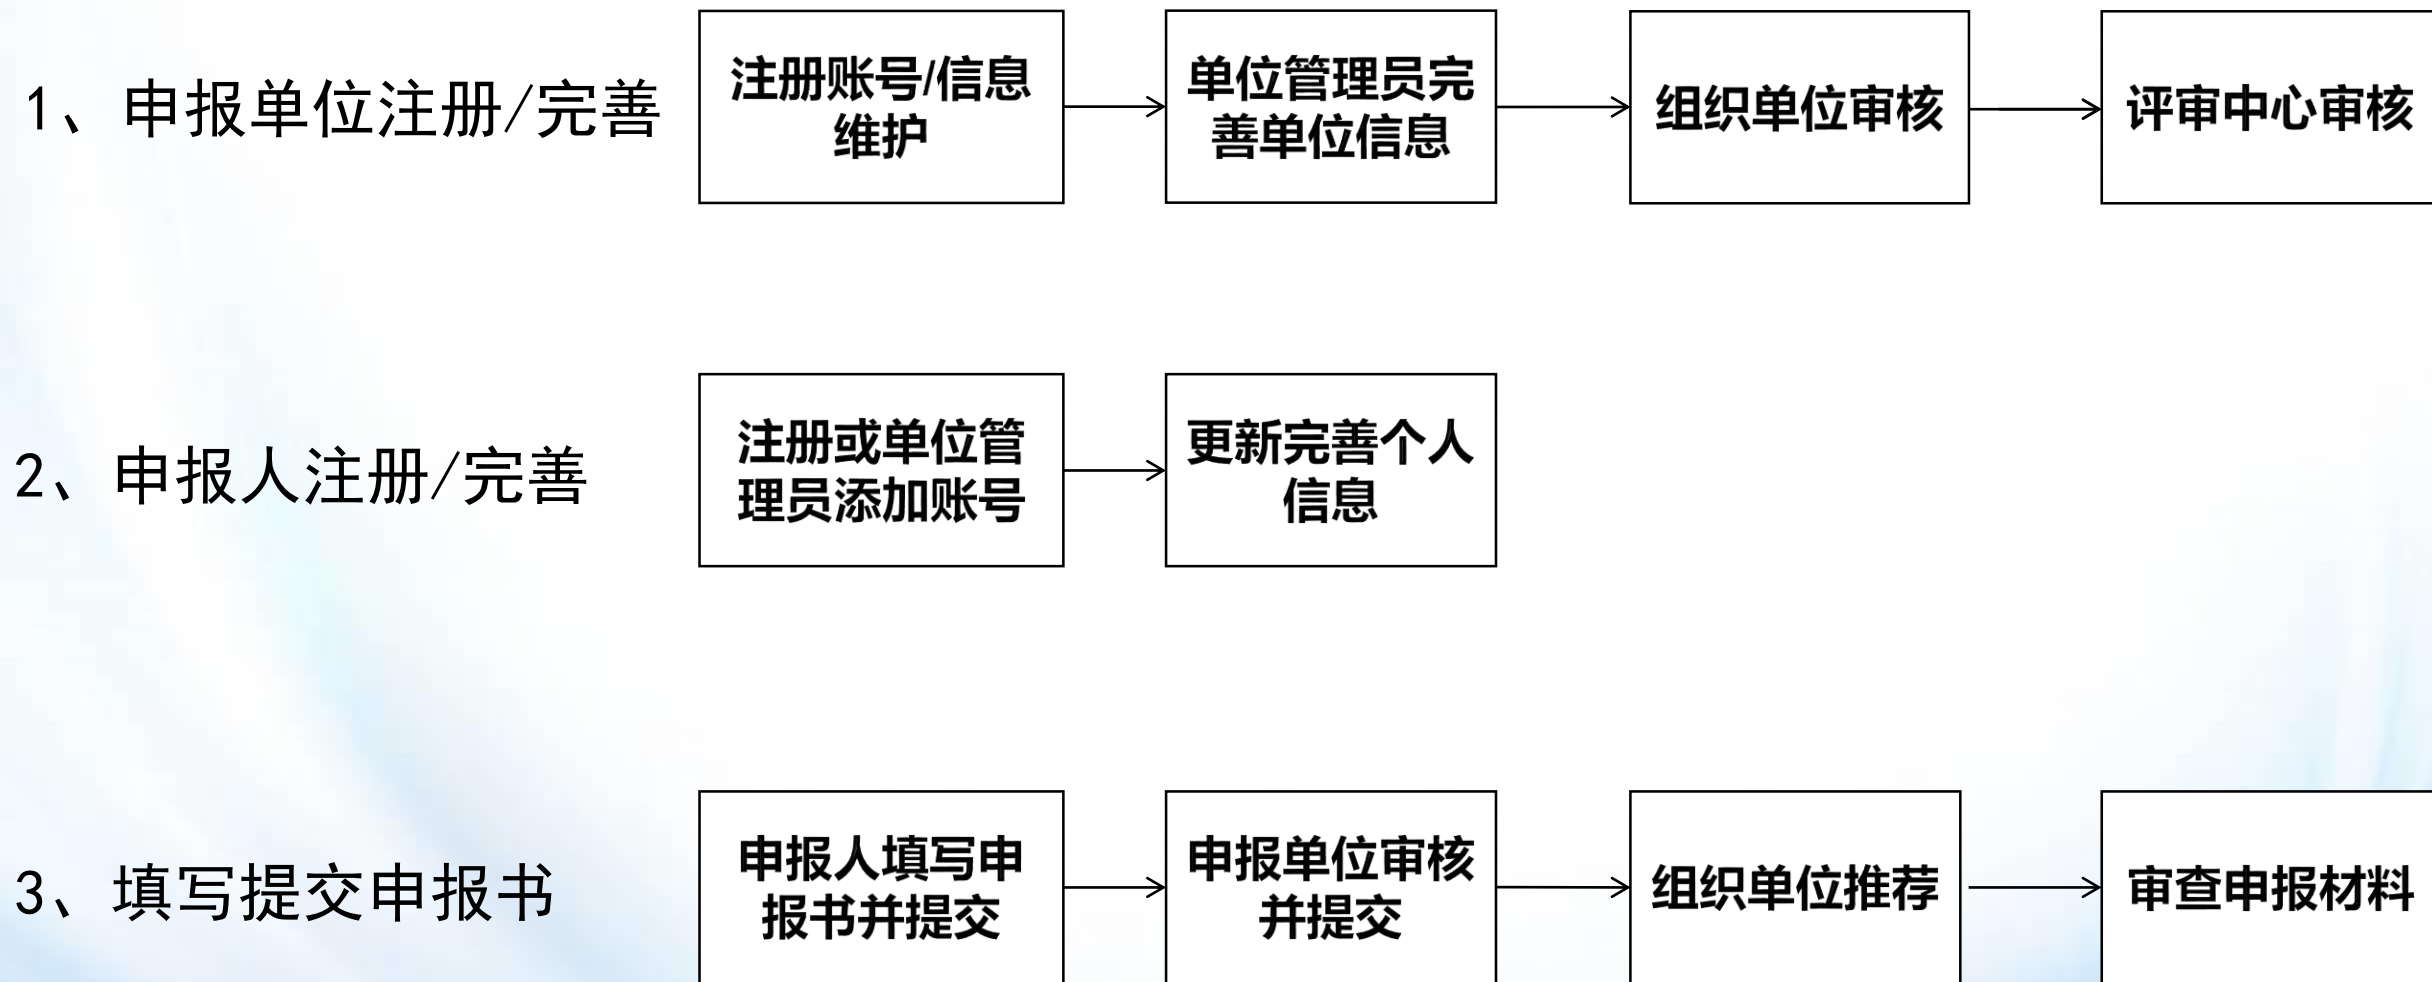 1、申报单位注册/完善
注册账号/信息
维护
单位管理员完
善单位信息
组织单位审核
评审中心审核
2、申报人注册/完善
注册或单位管
理员添加账号
更新完善个人
信息
3、填写提交申报书
申报人填写申
报书并提交
申报单位审核
并提交
组织单位推荐
审查申报材料